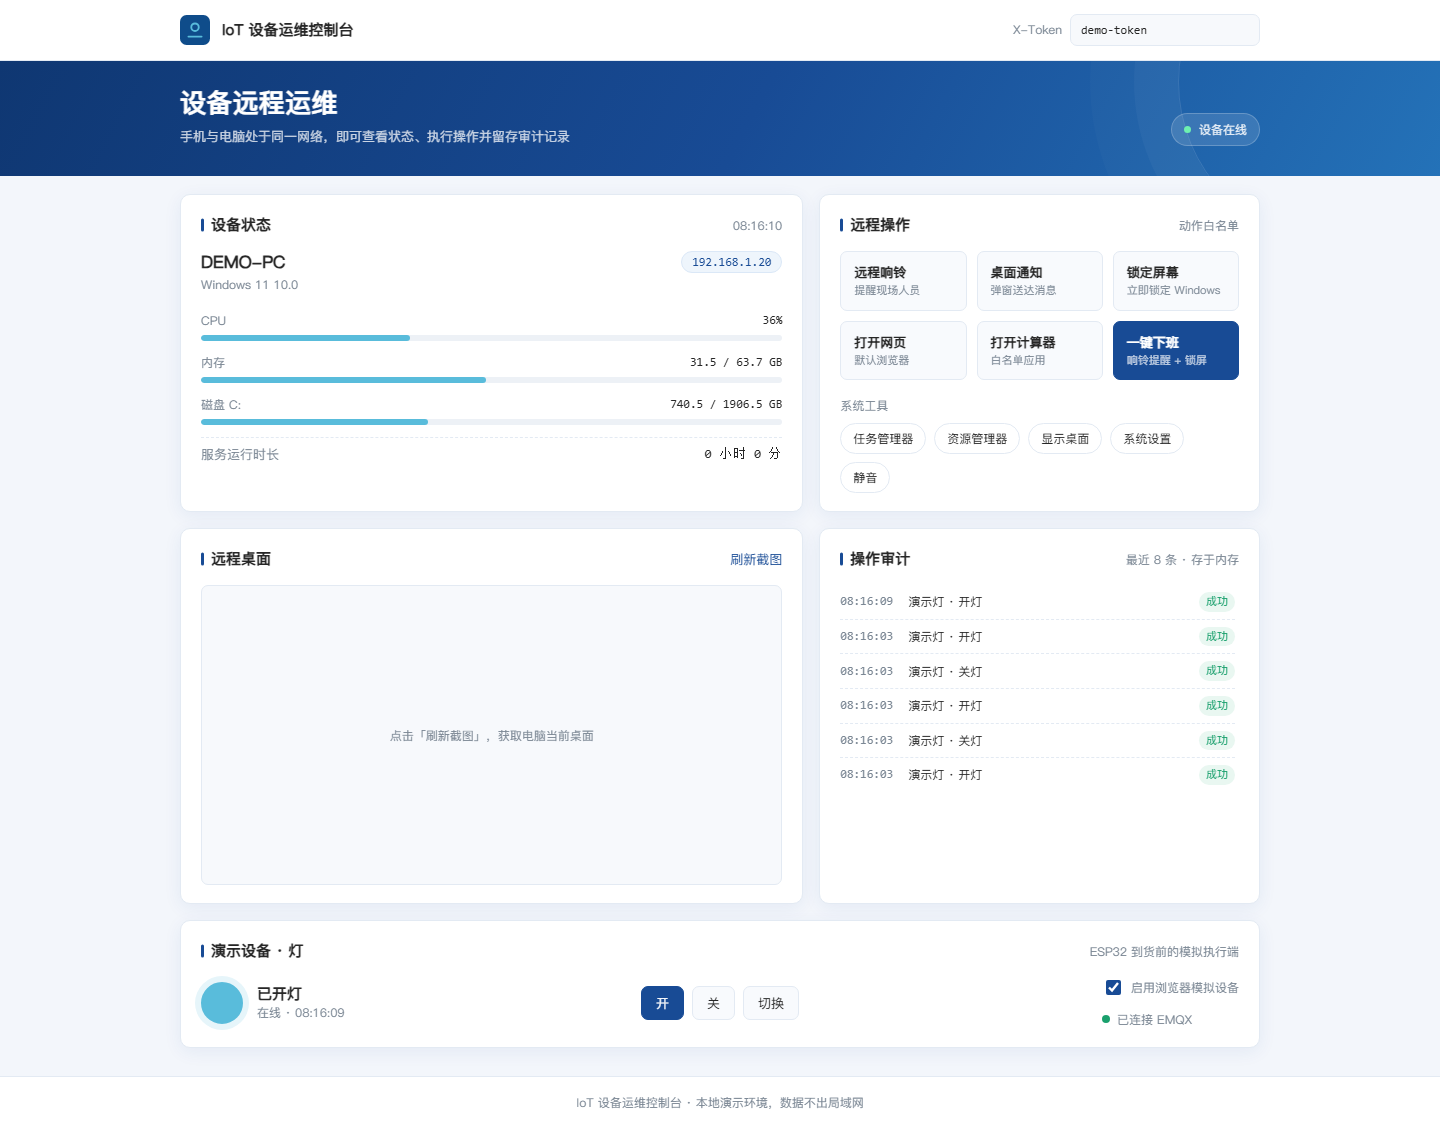 IoT 设备运维控制台
X-Token demo-token
设备远程运维
手机与电脑处于同一网络，即可查看状态、执行操作并留存审计记录
设备在线
设备状态 08:16:10
DEMO-PC 192.168.1.20
Windows 11 10.0
CPU 36%
内存 31.5 / 63.7 GB
磁盘 C: 740.5 / 1906.5 GB
服务运行时长 0 小时 0 分
远程操作 动作白名单
远程响铃
提醒现场人员
桌面通知
弹窗送达消息
锁定屏幕
立即锁定 Windows
打开网页
默认浏览器
打开计算器
白名单应用
一键下班
响铃提醒 + 锁屏
系统工具
任务管理器 资源管理器 显示桌面 系统设置
静音
远程桌面 刷新截图
点击「刷新截图」，获取电脑当前桌面
操作审计 最近 8 条 · 存于内存
08:16:09 演示灯 · 开灯 成功
08:16:03 演示灯 · 开灯 成功
08:16:03 演示灯 · 关灯 成功
08:16:03 演示灯 · 开灯 成功
08:16:03 演示灯 · 关灯 成功
08:16:03 演示灯 · 开灯 成功
演示设备 · 灯 ESP32 到货前的模拟执行端
已开灯
在线 · 08:16:09
开 关 切换
启用浏览器模拟设备
已连接 EMQX
IoT 设备运维控制台 · 本地演示环境，数据不出局域网